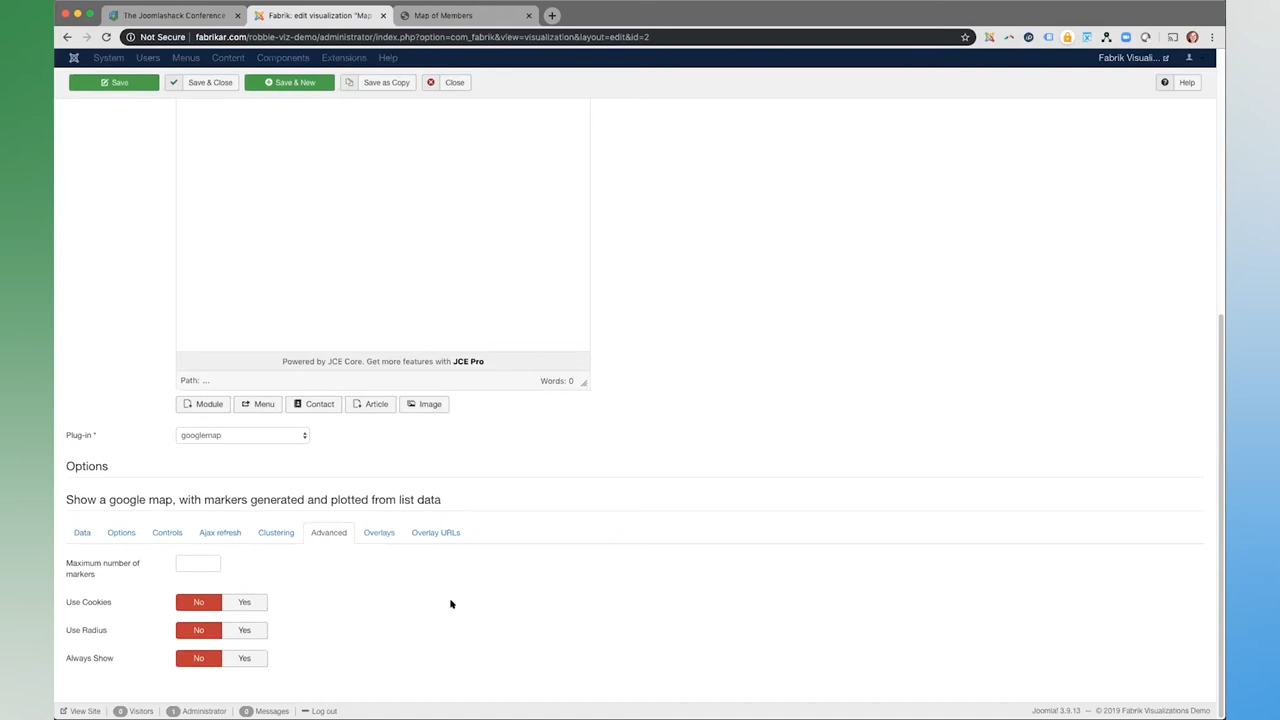 The Joomlashack Conference
Fabrik: edit visualization "Map
Map of Members
Not Secure
fabrikar.com/robbie-viz-demo/administrator/index.php?option=com_fabrik&view=visualization&layout=edit&id=2
System
Users
Menus
Content
Components
Extensions
Help
Fabrik Visuali...
Save
Save & Close
Save & New
Save as Copy
Close
Help
Powered by JCE Core. Get more features with JCE Pro
Path: ...
Words: 0
Module
Menu
Contact
Article
Image
Plug-in *
googlemap
Options
Show a google map, with markers generated and plotted from list data
Data
Options
Controls
Ajax refresh
Clustering
Advanced
Overlays
Overlay URLs
Maximum number of
markers
Use Cookies
No
Yes
Use Radius
No
Yes
Always Show
No
Yes
View Site
0 Visitors
1 Administrator
0 Messages
Log out
Joomla! 3.9.13 -- © 2019 Fabrik Visualizations Demo